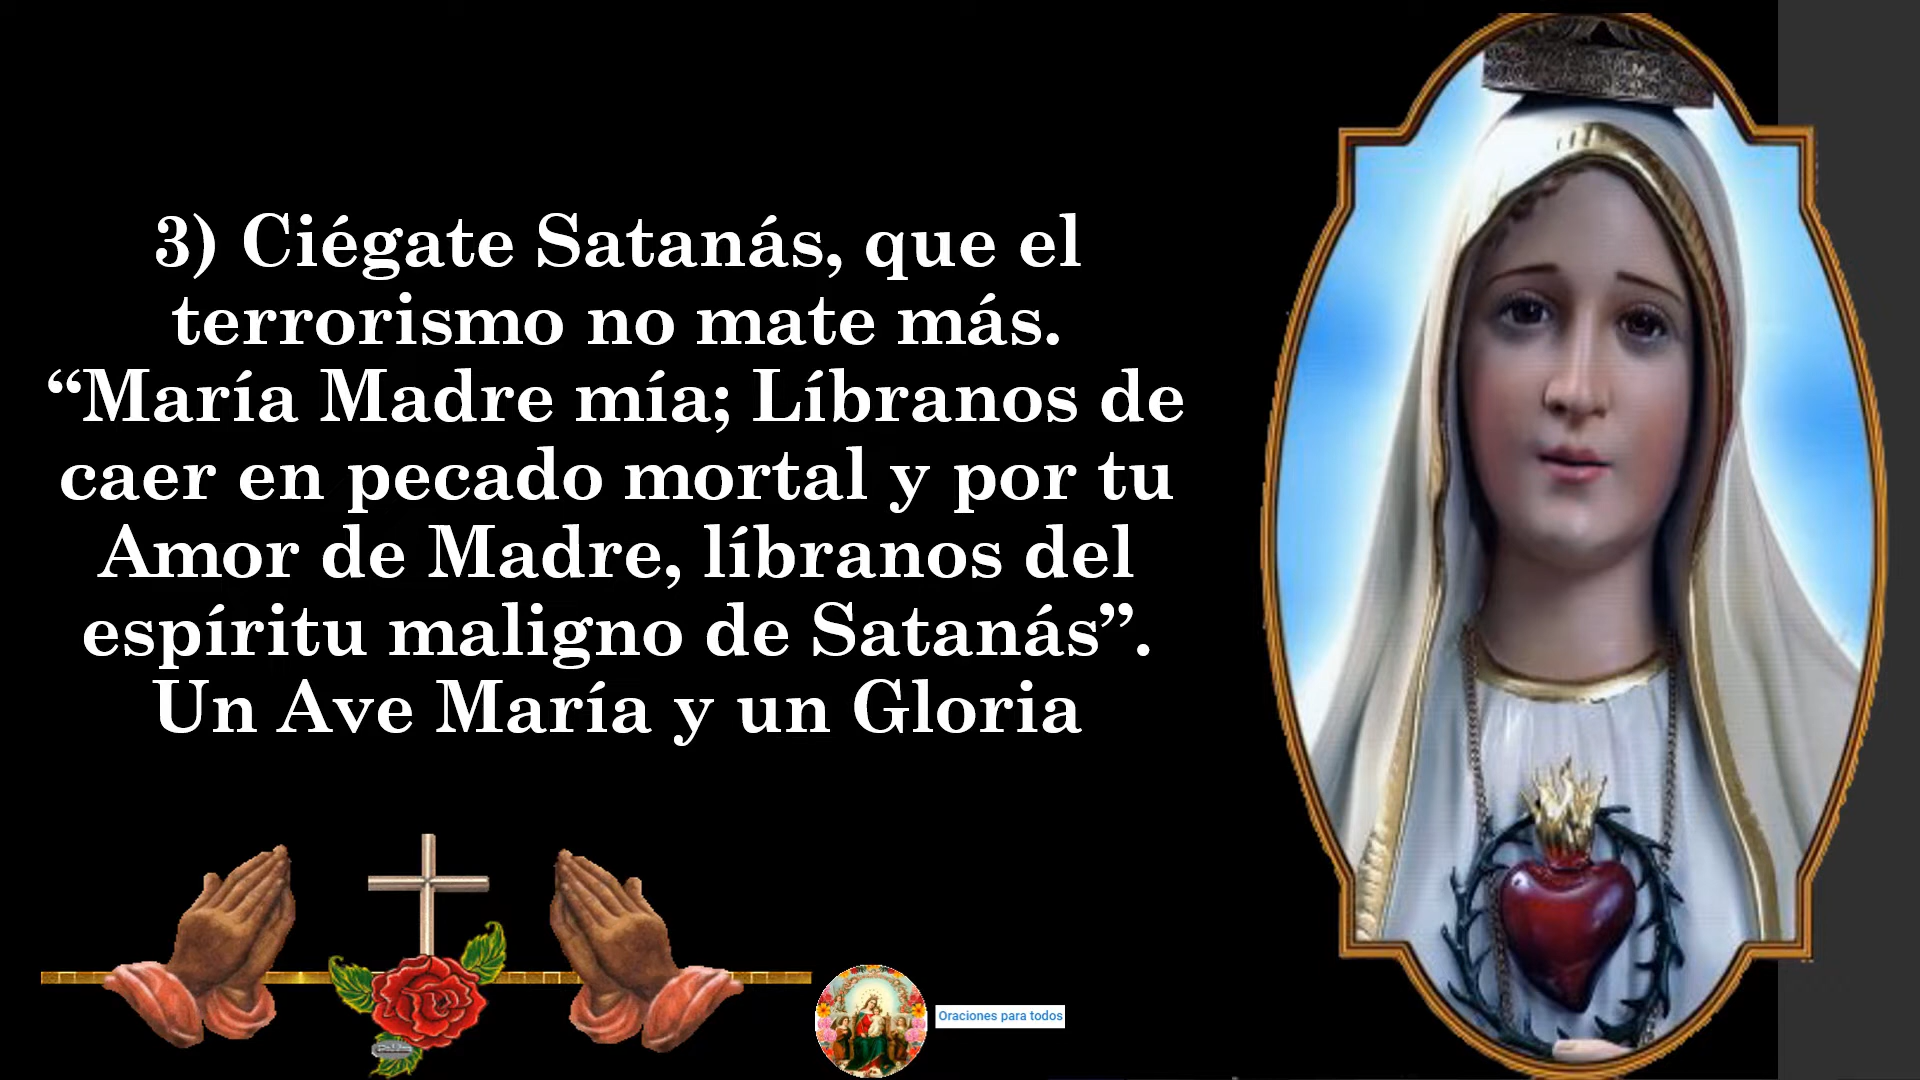 3) Ciégate Satanás, que el
terrorismo no mate más.
“María Madre mía; Líbranos de
caer en pecado mortal y por tu
Amor de Madre, líbranos del
espíritu maligno de Satanás”.
Un Ave María y un Gloria
Oraciones para todos